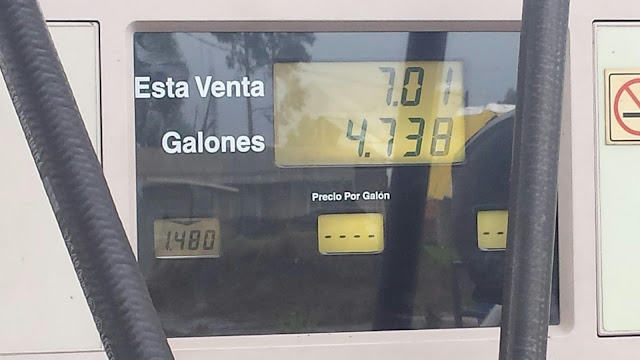 Esta Venta 7.01
Galones 4.738
Precio Por Galón
1.480 ---- --